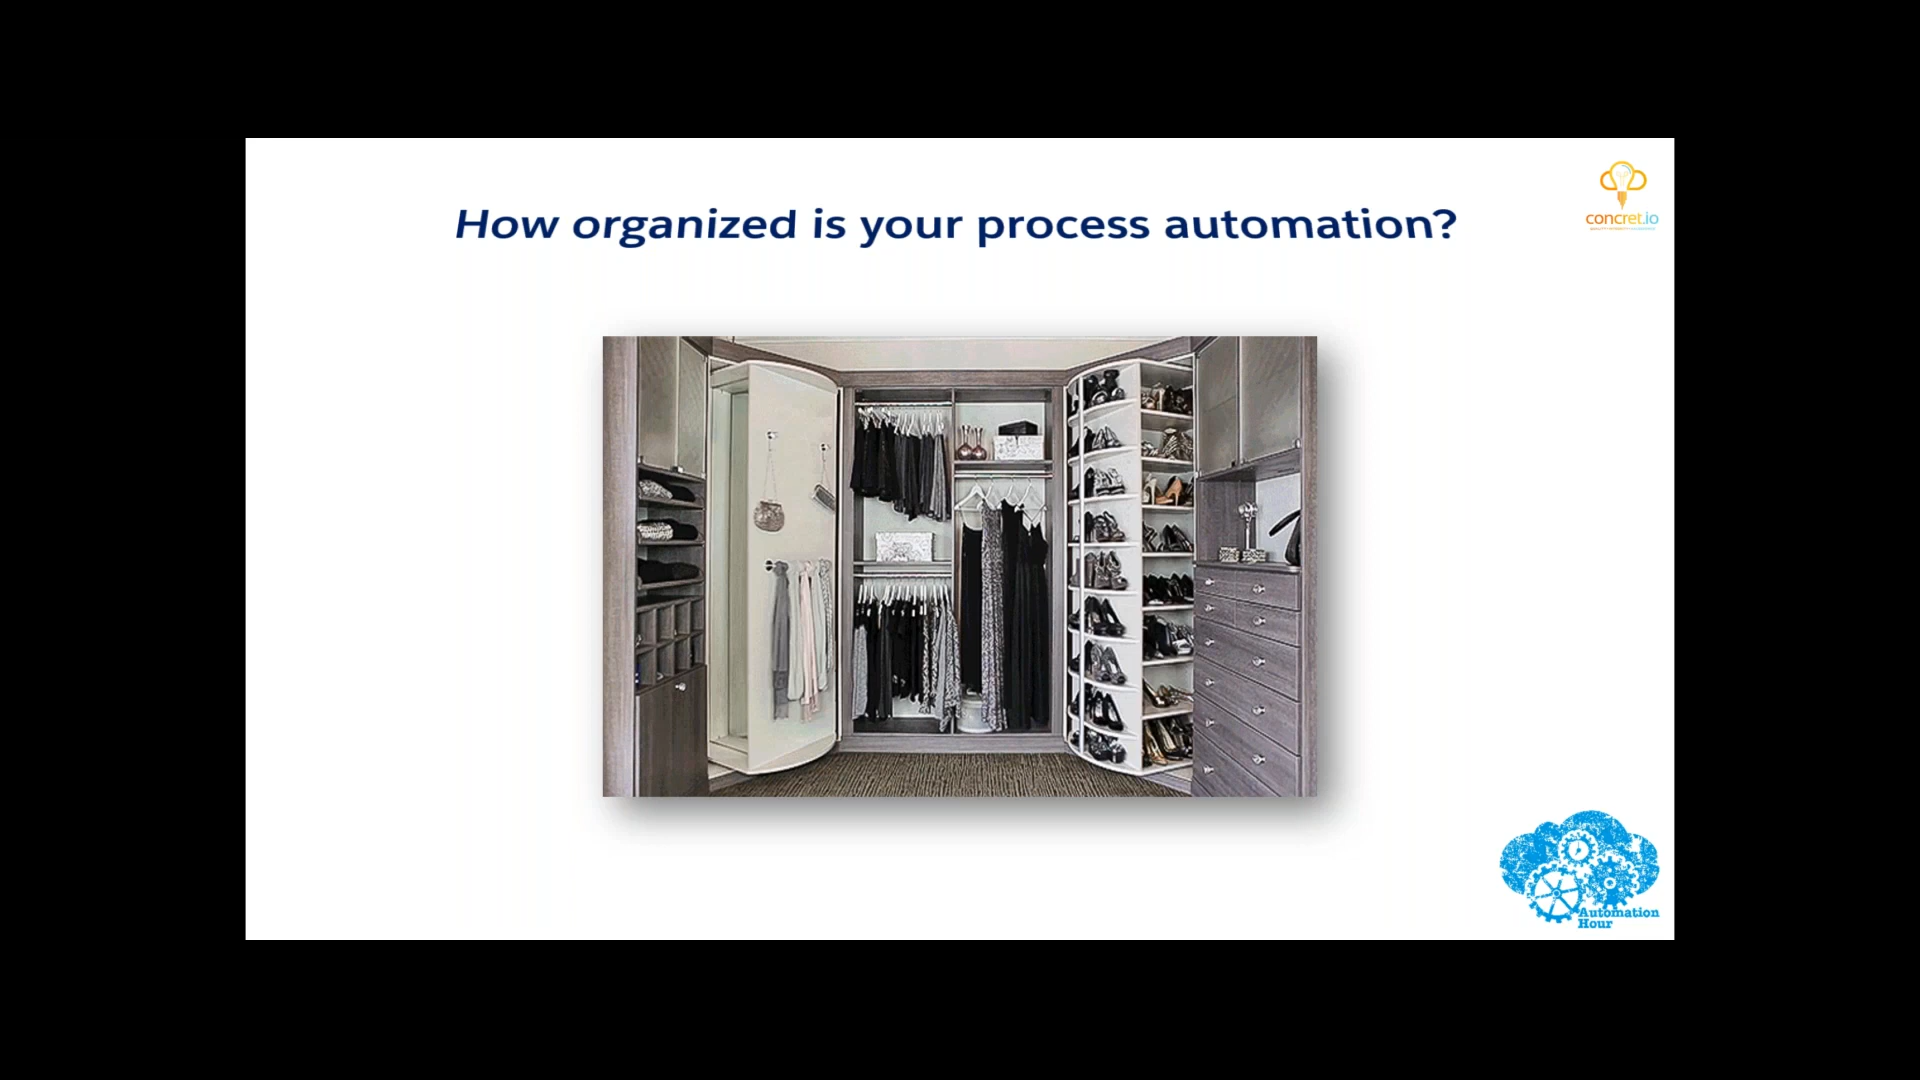 How organized is your process automation?
concret.io
Automation
Hour